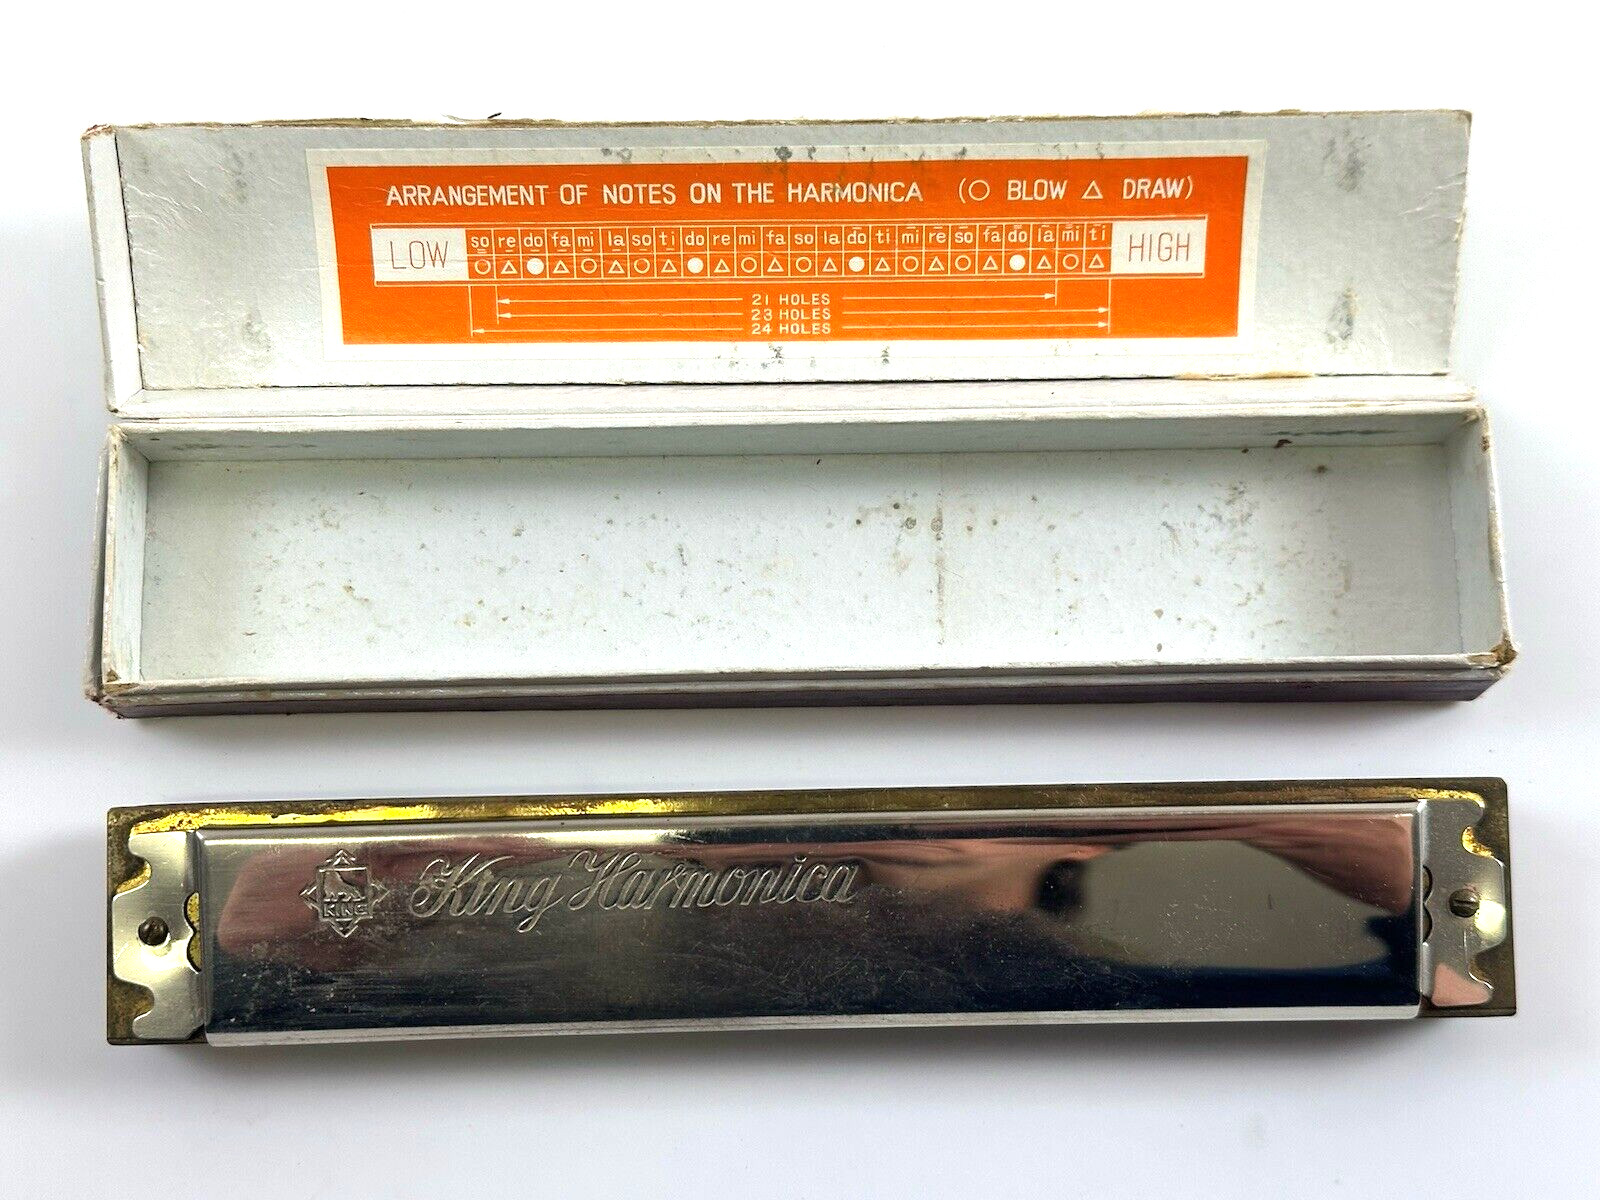 ARRANGEMENT OF NOTES ON THE HARMONICA (○ BLOW △ DRAW)
LOW so re do fa mi la so ti do re mi fa so la do ti mi re so fa do la mi ti HIGH
21 HOLES
23 HOLES
24 HOLES
KING King Harmonica